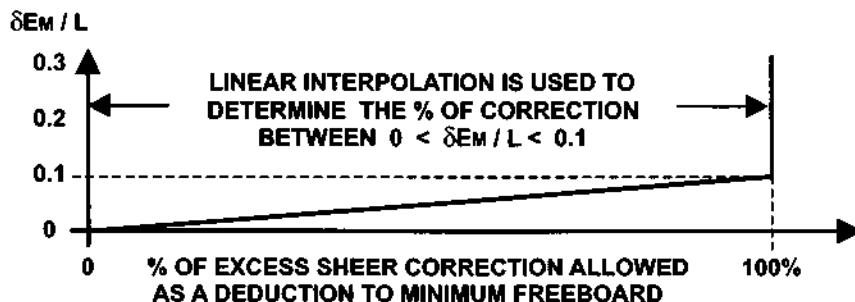 δEM / L
0.3
LINEAR INTERPOLATION IS USED TO
DETERMINE THE % OF CORRECTION
BETWEEN 0 < δEM / L < 0.1
0.2
0.1
0
0
% OF EXCESS SHEER CORRECTION ALLOWED
AS A DEDUCTION TO MINIMUM FREEBOARD
100%